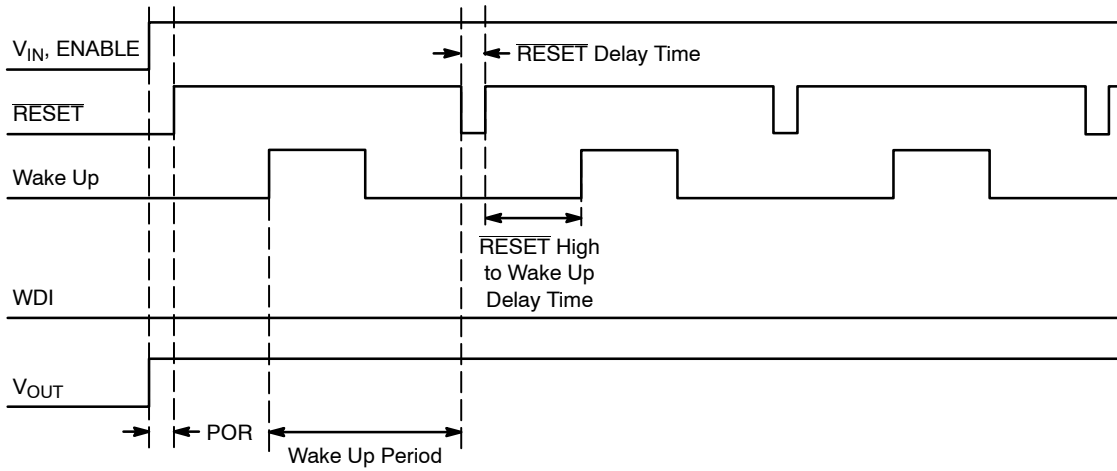 V_IN, ENABLE
RESET Delay Time
RESET
Wake Up
RESET High
to Wake Up
Delay Time
WDI
V_OUT
POR
Wake Up Period